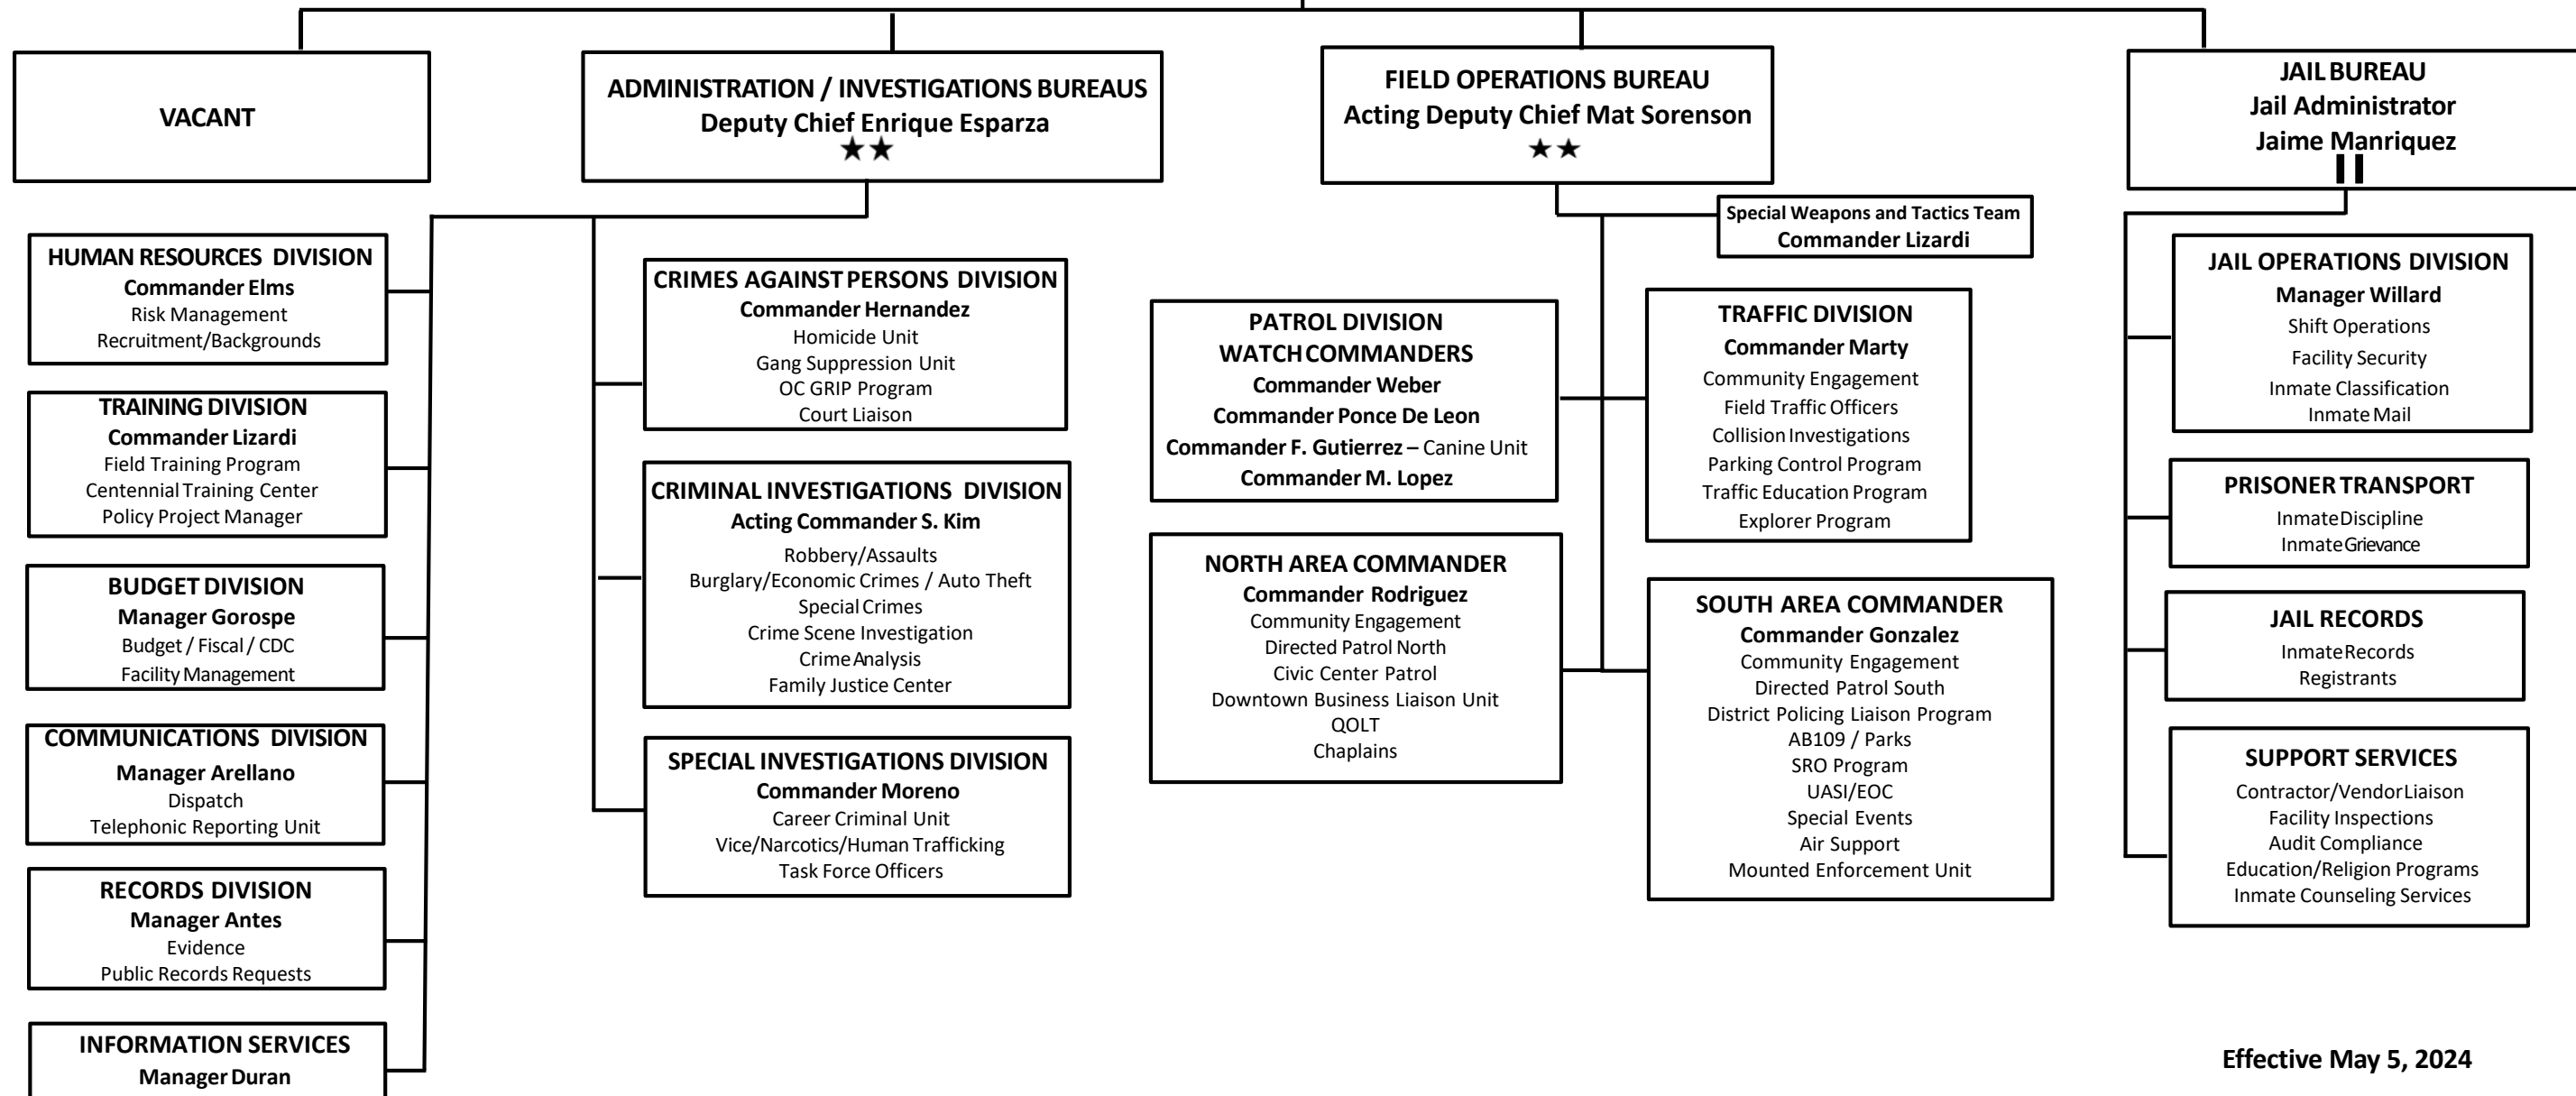 VACANT
ADMINISTRATION / INVESTIGATIONS BUREAUS
Deputy Chief Enrique Esparza
FIELD OPERATIONS BUREAU
Acting Deputy Chief Mat Sorenson
JAIL BUREAU
Jail Administrator
Jaime Manriquez
HUMAN RESOURCES DIVISION
Commander Elms
Risk Management
Recruitment/Backgrounds
TRAINING DIVISION
Commander Lizardi
Field Training Program
Centennial Training Center
Policy Project Manager
BUDGET DIVISION
Manager Gorospe
Budget / Fiscal / CDC
Facility Management
COMMUNICATIONS DIVISION
Manager Arellano
Dispatch
Telephonic Reporting Unit
RECORDS DIVISION
Manager Antes
Evidence
Public Records Requests
INFORMATION SERVICES
Manager Duran
CRIMES AGAINST PERSONS DIVISION
Commander Hernandez
Homicide Unit
Gang Suppression Unit
OC GRIP Program
Court Liaison
CRIMINAL INVESTIGATIONS DIVISION
Acting Commander S. Kim
Robbery/Assaults
Burglary/Economic Crimes / Auto Theft
Special Crimes
Crime Scene Investigation
Crime Analysis
Family Justice Center
SPECIAL INVESTIGATIONS DIVISION
Commander Moreno
Career Criminal Unit
Vice/Narcotics/Human Trafficking
Task Force Officers
Special Weapons and Tactics Team
Commander Lizardi
PATROL DIVISION
WATCH COMMANDERS
Commander Weber
Commander Ponce De Leon
Commander F. Gutierrez – Canine Unit
Commander M. Lopez
TRAFFIC DIVISION
Commander Marty
Community Engagement
Field Traffic Officers
Collision Investigations
Parking Control Program
Traffic Education Program
Explorer Program
NORTH AREA COMMANDER
Commander Rodriguez
Community Engagement
Directed Patrol North
Civic Center Patrol
Downtown Business Liaison Unit
QOLT
Chaplains
SOUTH AREA COMMANDER
Commander Gonzalez
Community Engagement
Directed Patrol South
District Policing Liaison Program
AB109 / Parks
SRO Program
UASI/EOC
Special Events
Air Support
Mounted Enforcement Unit
JAIL OPERATIONS DIVISION
Manager Willard
Shift Operations
Facility Security
Inmate Classification
Inmate Mail
PRISONER TRANSPORT
Inmate Discipline
Inmate Grievance
JAIL RECORDS
Inmate Records
Registrants
SUPPORT SERVICES
Contractor/Vendor Liaison
Facility Inspections
Audit Compliance
Education/Religion Programs
Inmate Counseling Services
Effective May 5, 2024